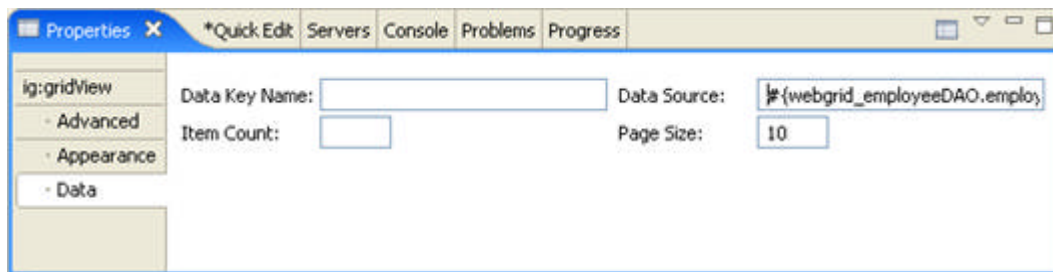 Properties *Quick Edit Servers Console Problems Progress
ig:gridView
· Advanced
· Appearance
· Data
Data Key Name: Data Source: #{webgrid_employeeDAO.employ
Item Count: Page Size: 10